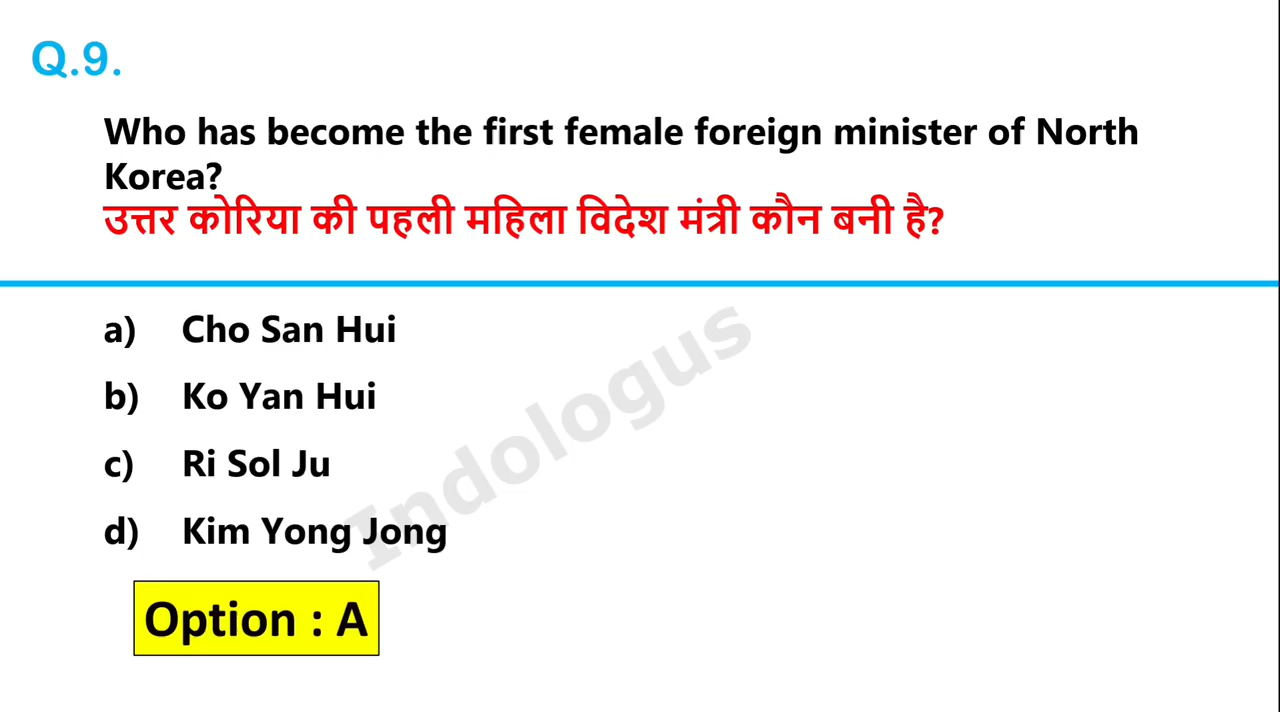 Q.9.
Who has become the first female foreign minister of North
Korea?
उत्तर कोरिया की पहली महिला विदेश मंत्री कौन बनी है?
a) Cho San Hui
b) Ko Yan Hui
c) Ri Sol Ju
d) Kim Yong Jong
Indologus
Option : A